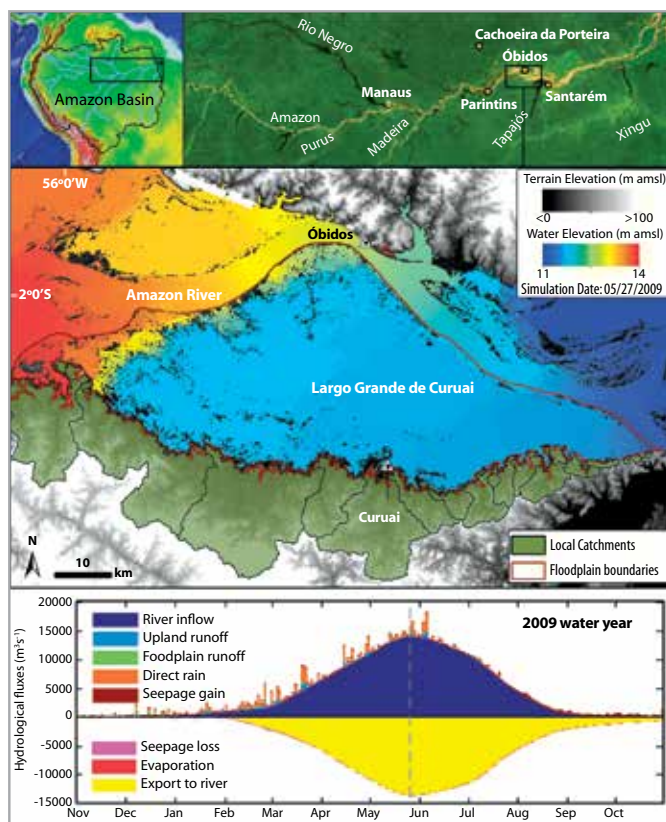 Amazon Basin
Rio Negro
Cachoeira da Porteira
Óbidos
Manaus
Parintins
Santarém
Amazon
Purus
Madeira
Tapajós
Xingu
56º0'W
2º0'S
Óbidos
Amazon River
Largo Grande de Curuai
Curuai
Terrain Elevation (m amsl)
<0 >100
Water Elevation (m amsl)
11 14
Simulation Date: 05/27/2009
N
10
km
Local Catchments
Floodplain boundaries
2009 water year
Hydrological fluxes (m³s⁻¹)
20000
15000
10000
5000
0
-5000
-10000
-15000
River inflow
Upland runoff
Foodplain runoff
Direct rain
Seepage gain
Seepage loss
Evaporation
Export to river
Nov Dec Jan Feb Mar Apr May Jun Jul Aug Sep Oct